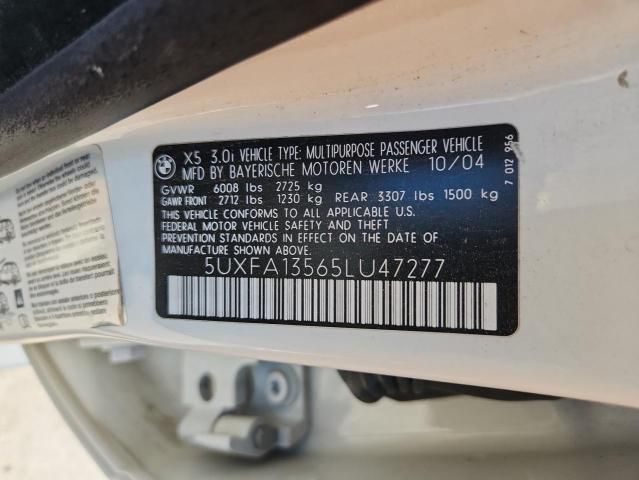 BMW
X5 3.0i VEHICLE TYPE: MULTIPURPOSE PASSENGER VEHICLE
MFD BY BAYERISCHE MOTOREN WERKE 10/04
GVWR 6008 lbs 2725 kg
GAWR FRONT 2712 lbs 1230 kg REAR 3307 lbs 1500 kg
THIS VEHICLE CONFORMS TO ALL APPLICABLE U.S.
FEDERAL MOTOR VEHICLE SAFETY AND THEFT
PREVENTION STANDARDS IN EFFECT ON THE DATE OF
MANUFACTURE SHOWN ABOVE.
5UXFA13565LU47277
7 012 956